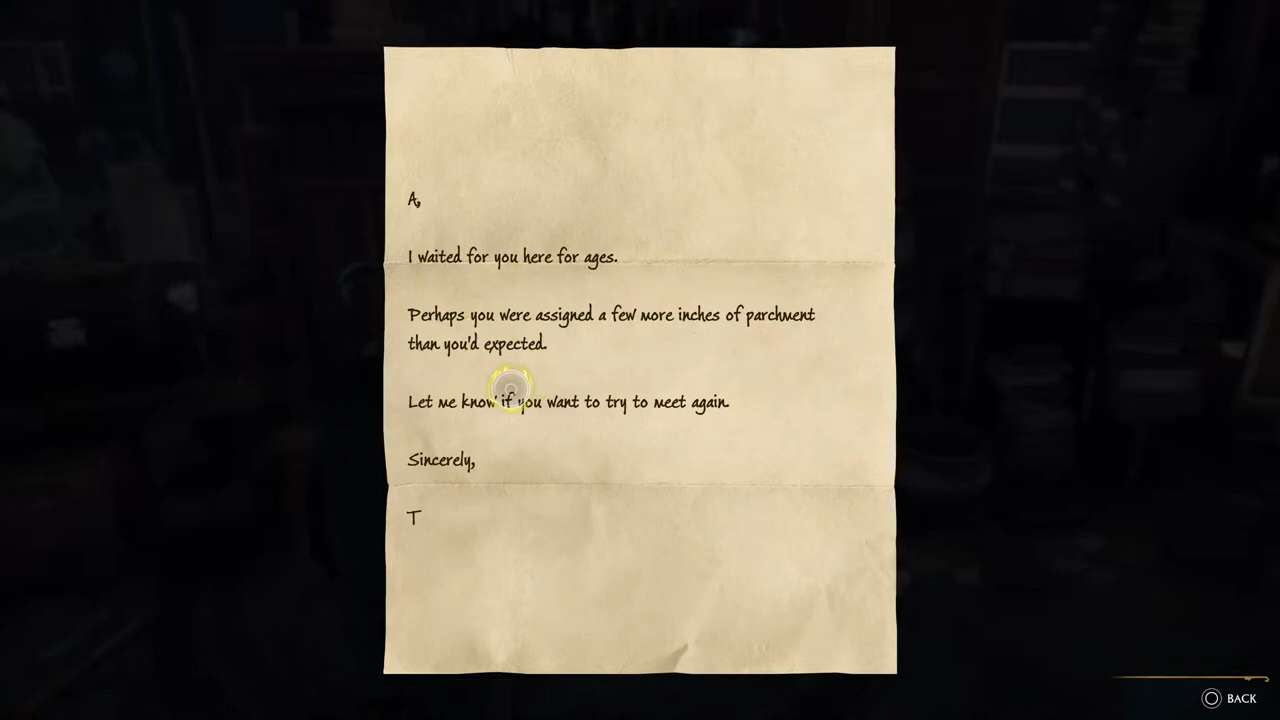 A,
I waited for you here for ages.
Perhaps you were assigned a few more inches of parchment
than you'd expected.
Let me know if you want to try to meet again.
Sincerely,
T
BACK